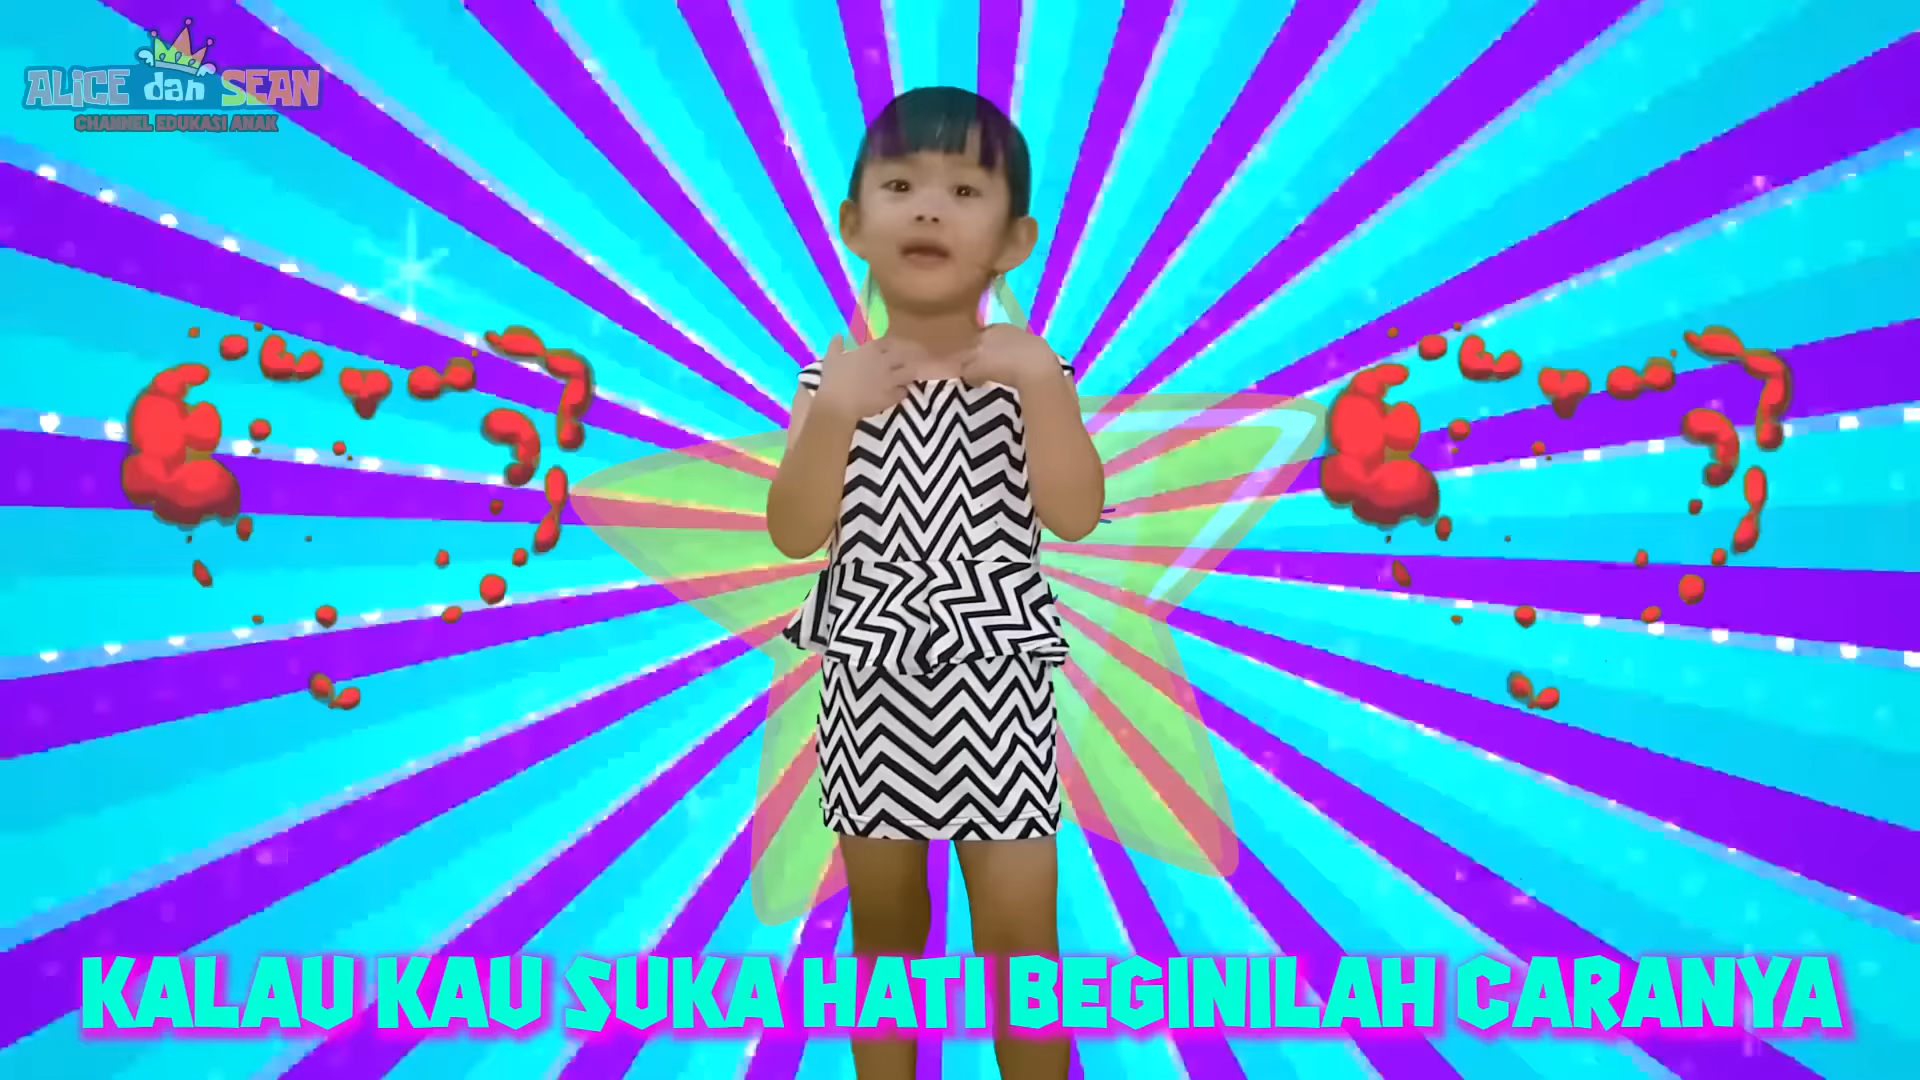 ALiCE dan SEAN
CHANNEL EDUKASI ANAK
KALAU KAU SUKA HATI BEGINILAH CARANYA